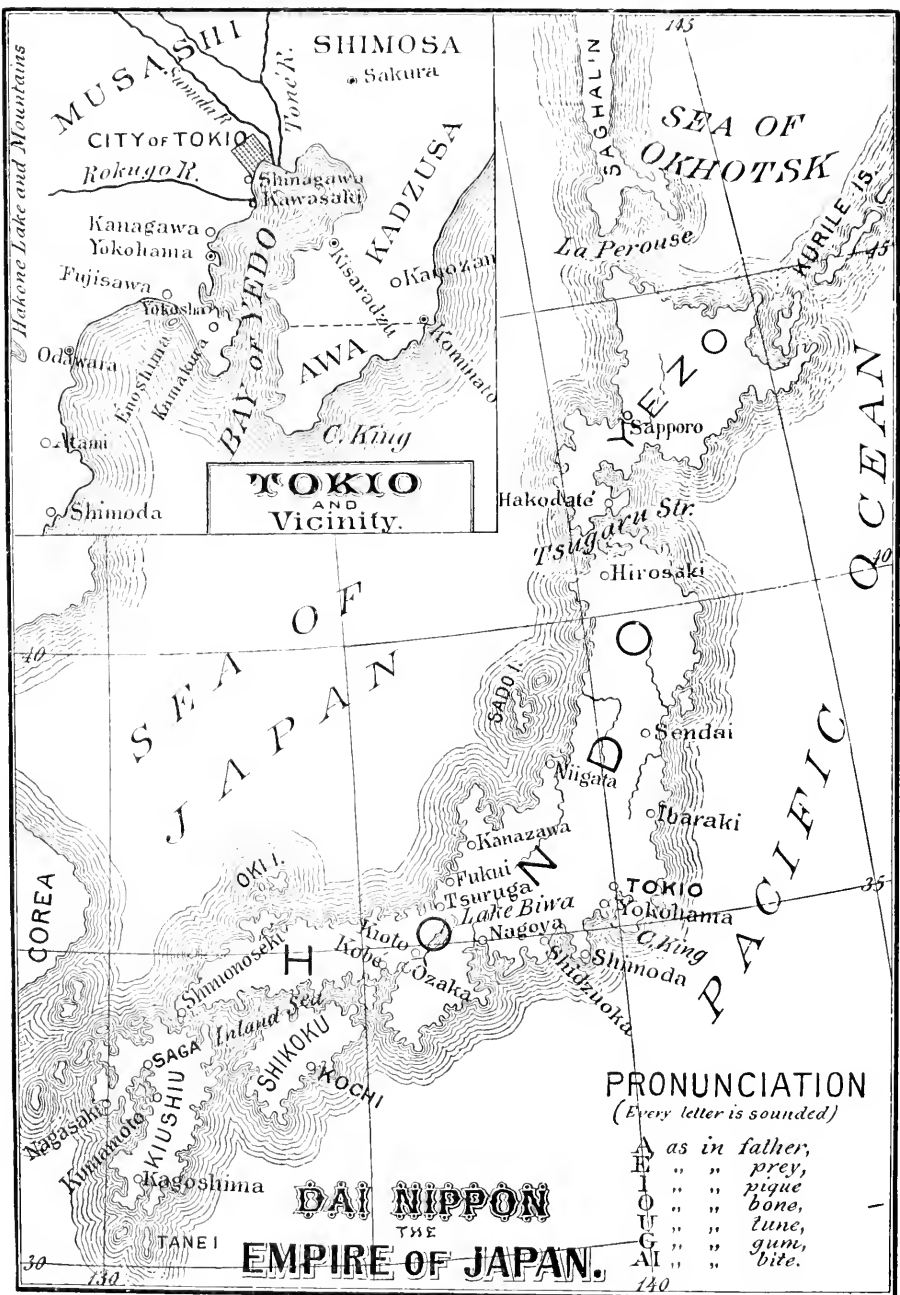 145
MUSASHI
SHIMOSA
Sakura
Sumida R.
Toné R.
Hakone Lake and Mountains
CITY OF TOKIO
Rokugo R.
Shinagawa
Kawasaki
KADZUSA
Kanagawa
Yokohama
Kisaradzu
Kanozan
Fujisawa
Yokoska
BAY OF YEDO
Odawara
Enoshima
Kamakura
AWA
Kominato
Atami
C. King
Shimoda
TOKIO
AND
Vicinity.
SAGHAL'N
SEA OF
OKHOTSK
La Perouse
KURILE IS.
45
YEZO
Sapporo
Hakodate
Tsugaru Str.
Hirosaki
40
40
SEA OF
JAPAN
PACIFIC
OCEAN
SADO I.
Sendai
Niigata
Ibaraki
Kanazawa
Fukui
Tsuruga
Lake Biwa
TOKIO
Yokohama
35
OKI I.
COREA
HONDO
Kioto
Kobe
Ozaka
Nagoya
C. King
Shimoda
Shidzuoka
Shimonoseki
Inland Sea
SAGA
SHIKOKU
KOCHI
KIUSHIU
Nagasaki
Kumamoto
Kagoshima
TANE I
30
130
140
DAI NIPPON
THE
EMPIRE OF JAPAN.
PRONUNCIATION
(Every letter is sounded)
A, as in father,
E „ „ prey,
I „ „ pique
O „ „ bone,
U „ „ tune,
G „ „ gum,
AI „ „ bite.